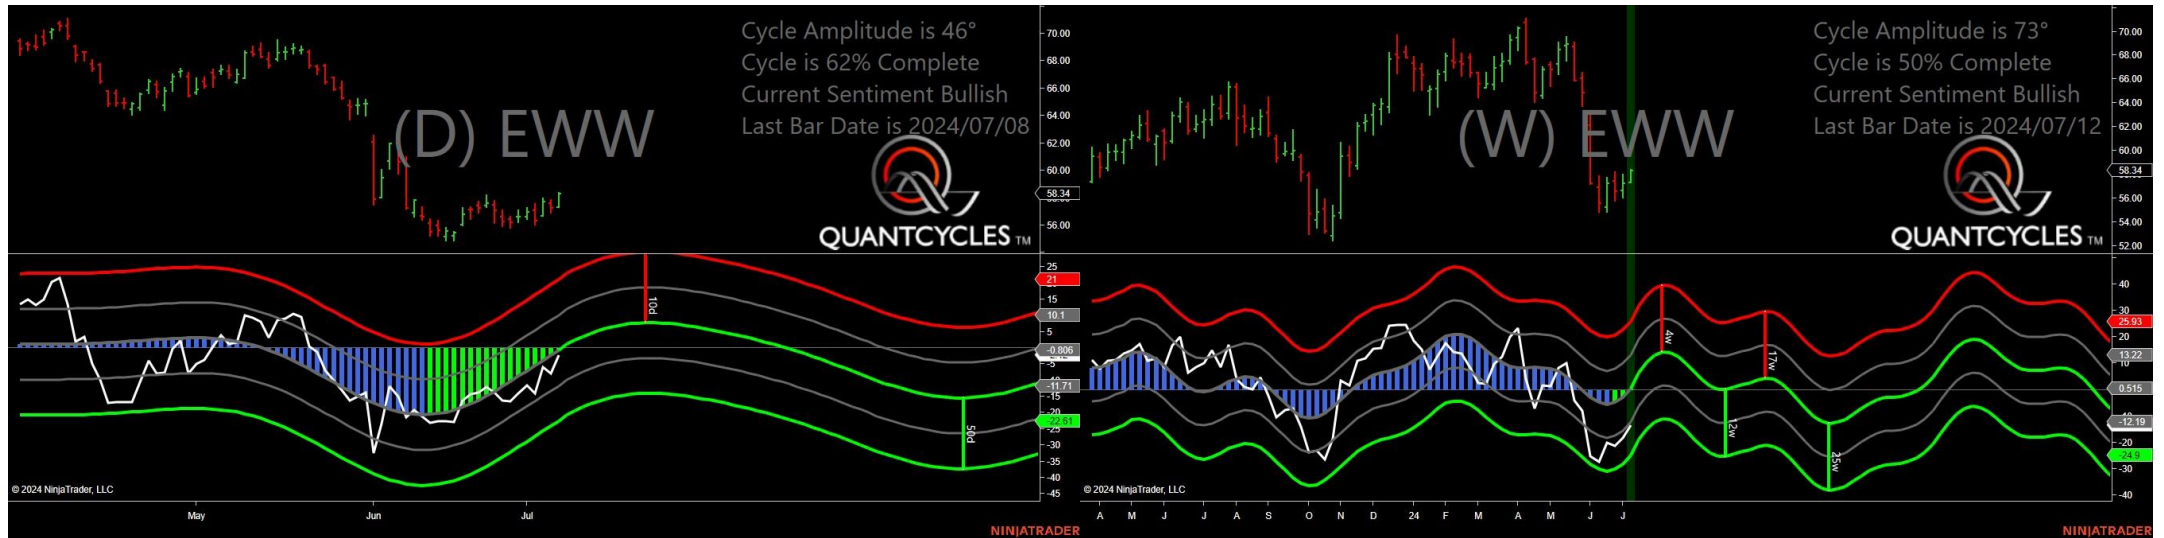 Cycle Amplitude is 46°
Cycle is 62% Complete
Current Sentiment Bullish
Last Bar Date is 2024/07/08
(D) EWW
QUANTCYCLES TM
70.00
68.00
66.00
64.00
62.00
60.00
58.34
56.00
25
21
15
10.1
5
-0.806
-5
-11.71
-15
-20
-22.51
-25
-30
-35
-40
-45
10d
50d
© 2024 NinjaTrader, LLC
May
Jun
Jul
NINJATRADER
Cycle Amplitude is 73°
Cycle is 50% Complete
Current Sentiment Bullish
Last Bar Date is 2024/07/12
(W) EWW
QUANTCYCLES TM
70.00
68.00
66.00
64.00
62.00
60.00
58.34
56.00
54.00
52.00
40
30
25.93
20
13.22
10
0.515
-12.19
-20
-24.9
-30
-40
4w
17w
12w
25w
© 2024 NinjaTrader, LLC
A M J J A S O N D 24 F M A M J J
NINJATRADER